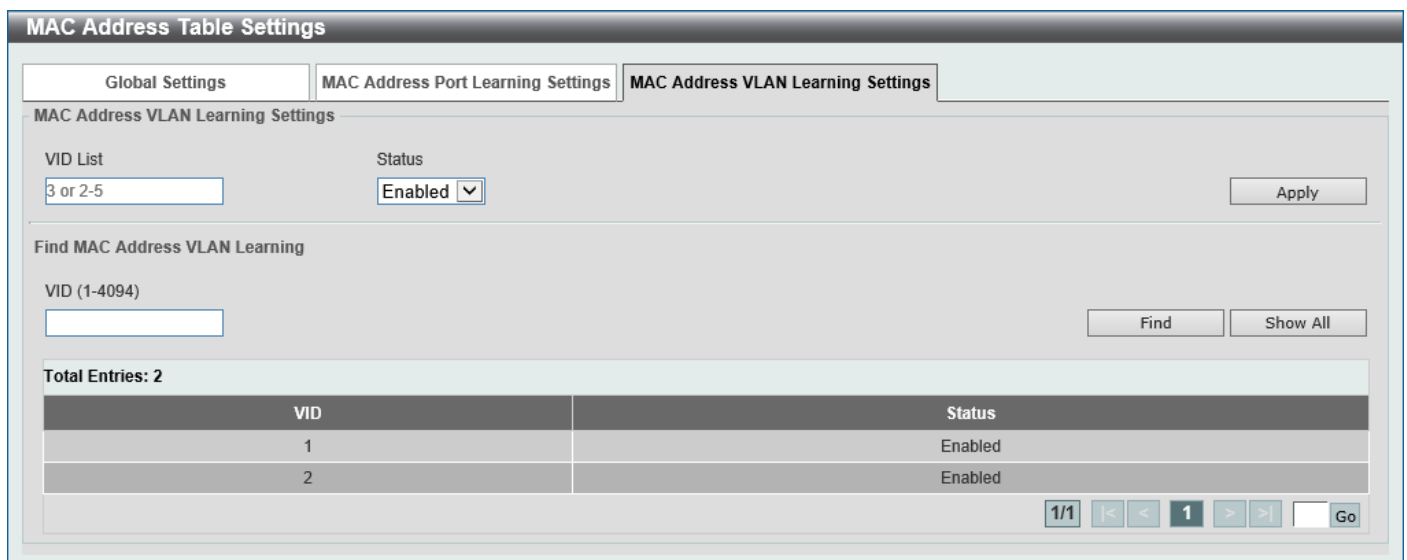 MAC Address Table Settings
Global Settings MAC Address Port Learning Settings MAC Address VLAN Learning Settings
MAC Address VLAN Learning Settings
VID List Status
3 or 2-5 Enabled Apply
Find MAC Address VLAN Learning
VID (1-4094)
Find Show All
Total Entries: 2
VID Status
1 Enabled
2 Enabled
1/1 |< < 1 > >| Go